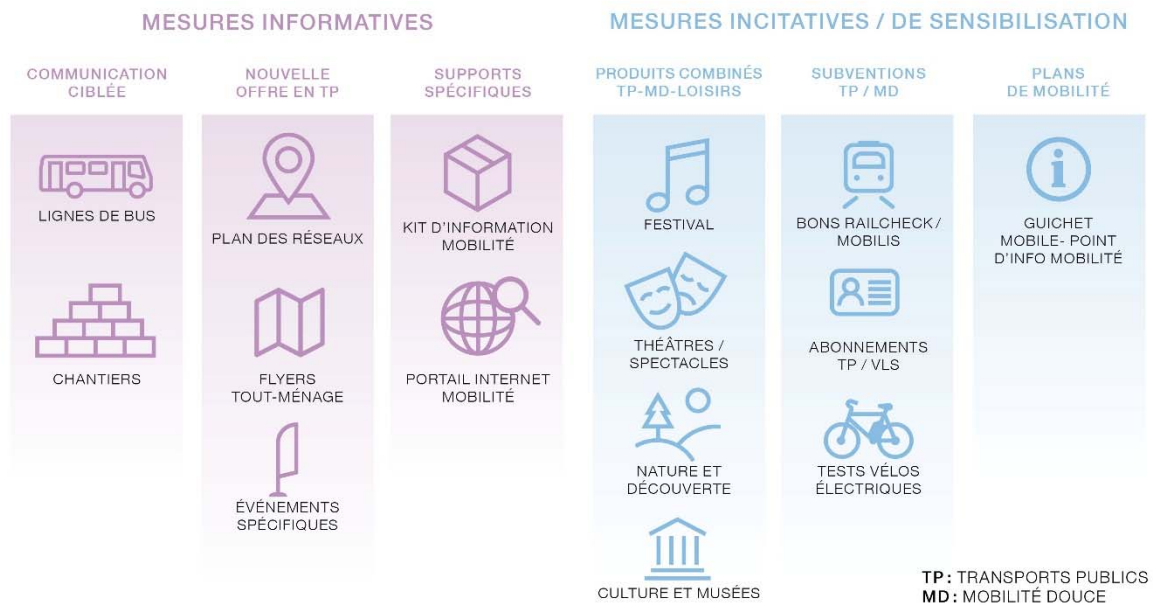 MESURES INFORMATIVES
COMMUNICATION
CIBLÉE
LIGNES DE BUS
CHANTIERS
NOUVELLE
OFFRE EN TP
PLAN DES RÉSEAUX
FLYERS
TOUT-MÉNAGE
ÉVÉNEMENTS
SPÉCIFIQUES
SUPPORTS
SPÉCIFIQUES
KIT D'INFORMATION
MOBILITÉ
PORTAIL INTERNET
MOBILITÉ
MESURES INCITATIVES / DE SENSIBILISATION
PRODUITS COMBINÉS
TP-MD-LOISIRS
FESTIVAL
THÉÂTRES /
SPECTACLES
NATURE ET
DÉCOUVERTE
CULTURE ET MUSÉES
SUBVENTIONS
TP / MD
BONS RAILCHECK /
MOBILIS
ABONNEMENTS
TP / VLS
TESTS VÉLOS
ÉLECTRIQUES
PLANS
DE MOBILITÉ
GUICHET
MOBILE- POINT
D'INFO MOBILITÉ
TP : TRANSPORTS PUBLICS
MD : MOBILITÉ DOUCE